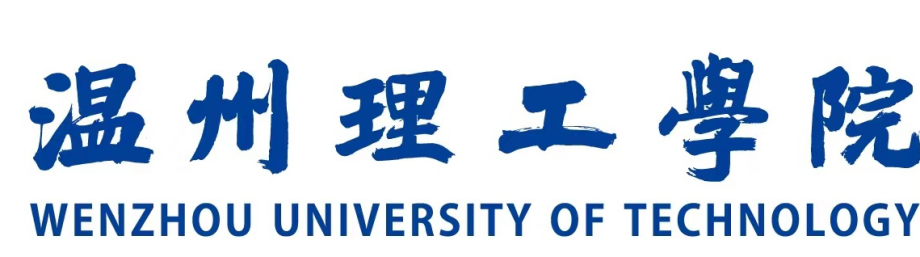 温州理工學院
WENZHOU UNIVERSITY OF TECHNOLOGY